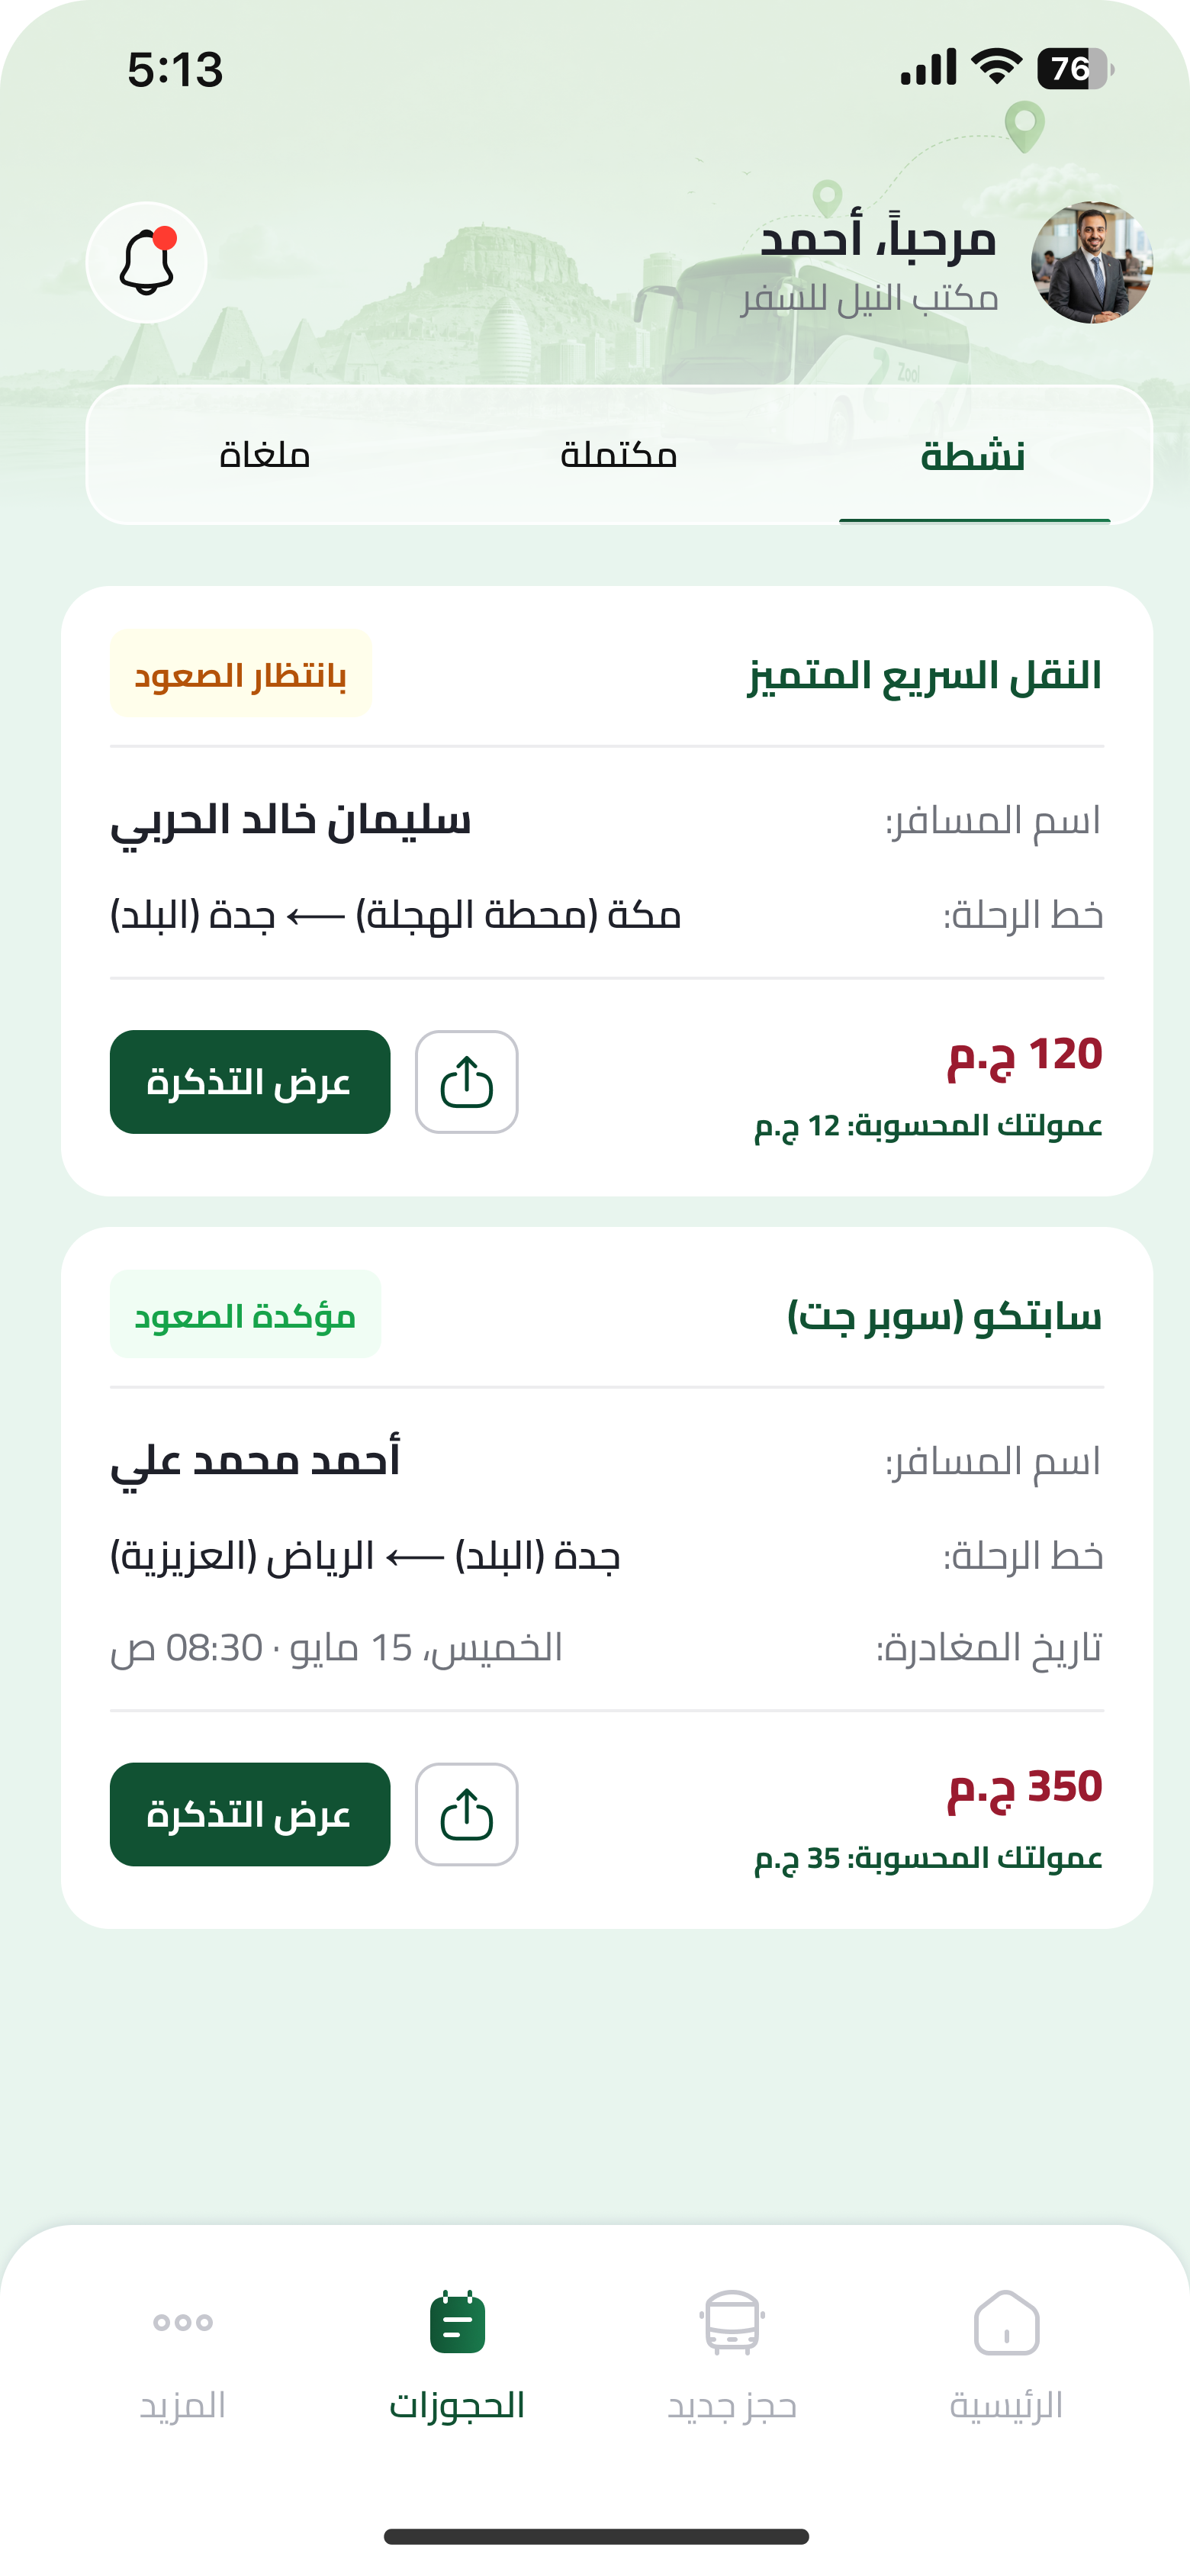 5:13
76
مرحباً، أحمد
مكتب النيل للسفر
Zool
نشطة
مكتملة
ملغاة
النقل السريع المتميز
بانتظار الصعود
اسم المسافر:
سليمان خالد الحربي
خط الرحلة:
مكة (محطة الهجلة) ⟵ جدة (البلد)
120 ج.م
عمولتك المحسوبة: 12 ج.م
عرض التذكرة
سابتكو (سوبر جت)
مؤكدة الصعود
اسم المسافر:
أحمد محمد علي
خط الرحلة:
جدة (البلد) ⟵ الرياض (العزيزية)
تاريخ المغادرة:
الخميس، 15 مايو · 08:30 ص
350 ج.م
عمولتك المحسوبة: 35 ج.م
عرض التذكرة
الرئيسية
حجز جديد
الحجوزات
المزيد